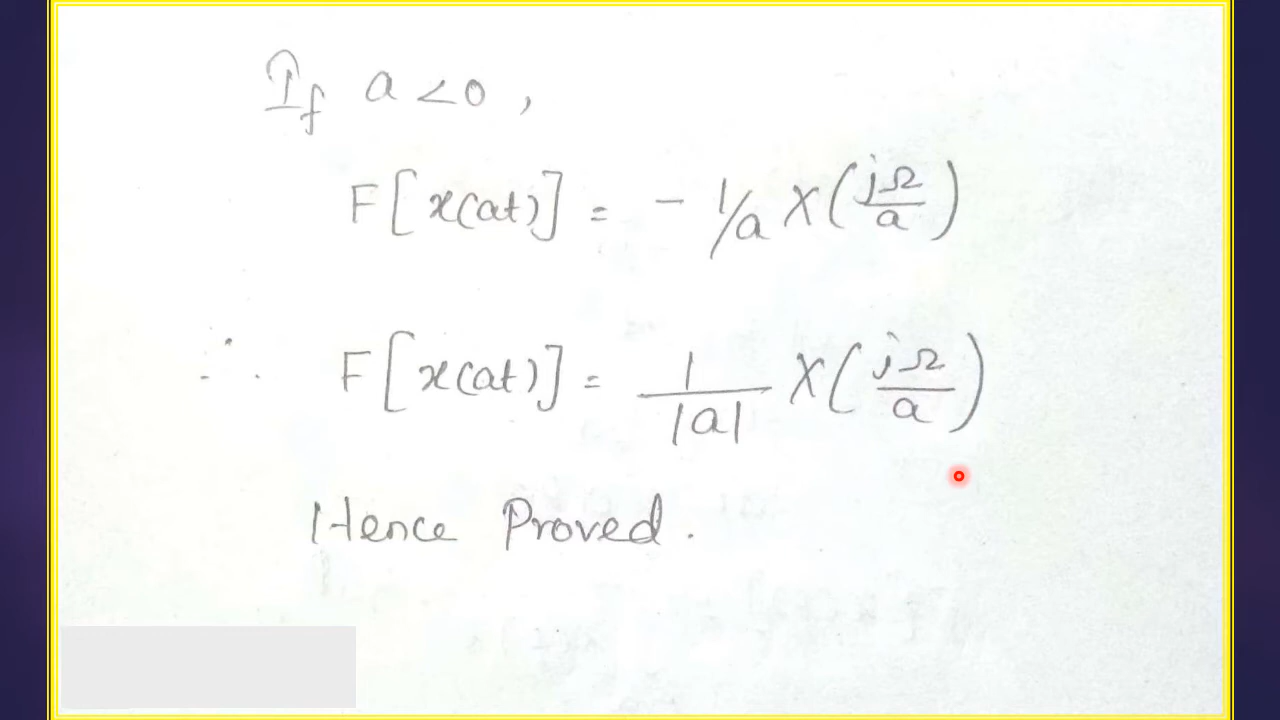 If a <0 ,
F[x(at)] = - 1/a X(jΩ/a)
∴ F[x(at)] = 1/|a| X(jΩ/a)
Hence Proved.